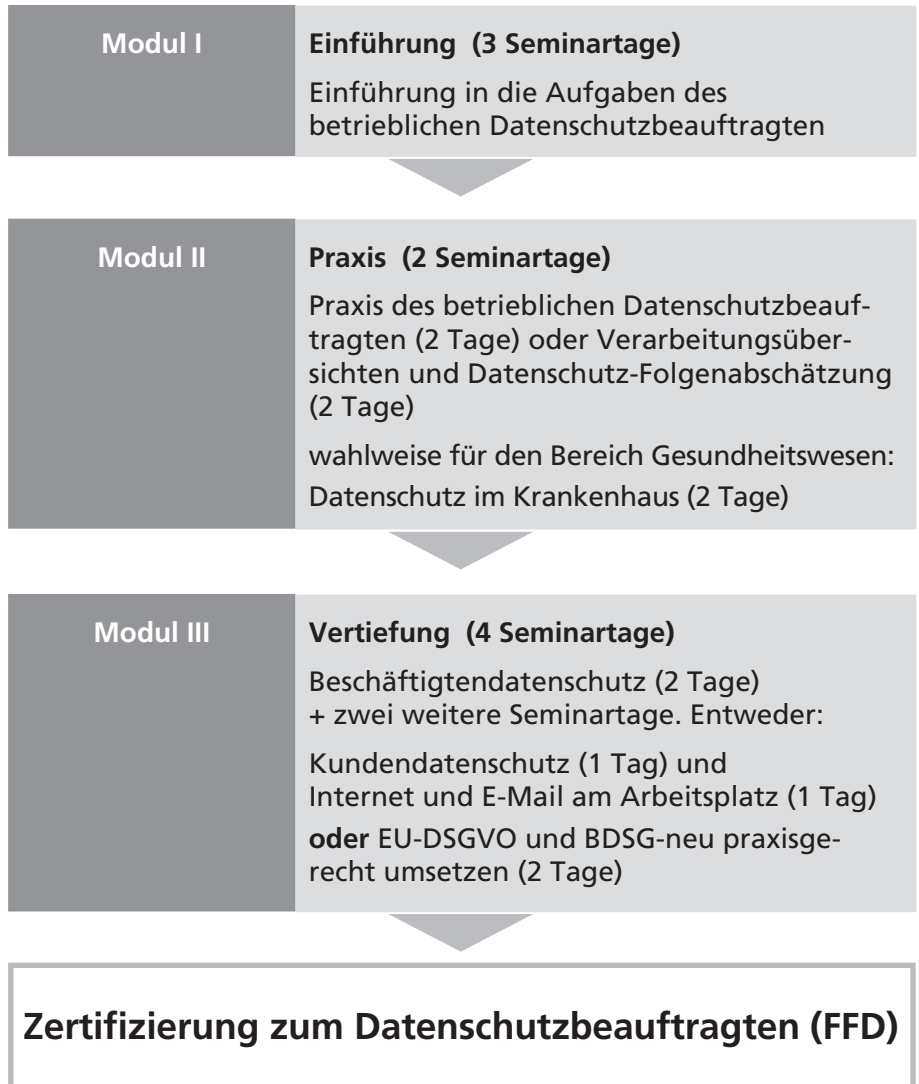 Modul I
Einführung (3 Seminartage)
Einführung in die Aufgaben des
betrieblichen Datenschutzbeauftragten
Modul II
Praxis (2 Seminartage)
Praxis des betrieblichen Datenschutzbeauf-
tragten (2 Tage) oder Verarbeitungsüber-
sichten und Datenschutz-Folgenabschätzung
(2 Tage)
wahlweise für den Bereich Gesundheitswesen:
Datenschutz im Krankenhaus (2 Tage)
Modul III
Vertiefung (4 Seminartage)
Beschäftigtendatenschutz (2 Tage)
+ zwei weitere Seminartage. Entweder:
Kundendatenschutz (1 Tag) und
Internet und E-Mail am Arbeitsplatz (1 Tag)
oder EU-DSGVO und BDSG-neu praxisge-
recht umsetzen (2 Tage)
Zertifizierung zum Datenschutzbeauftragten (FFD)